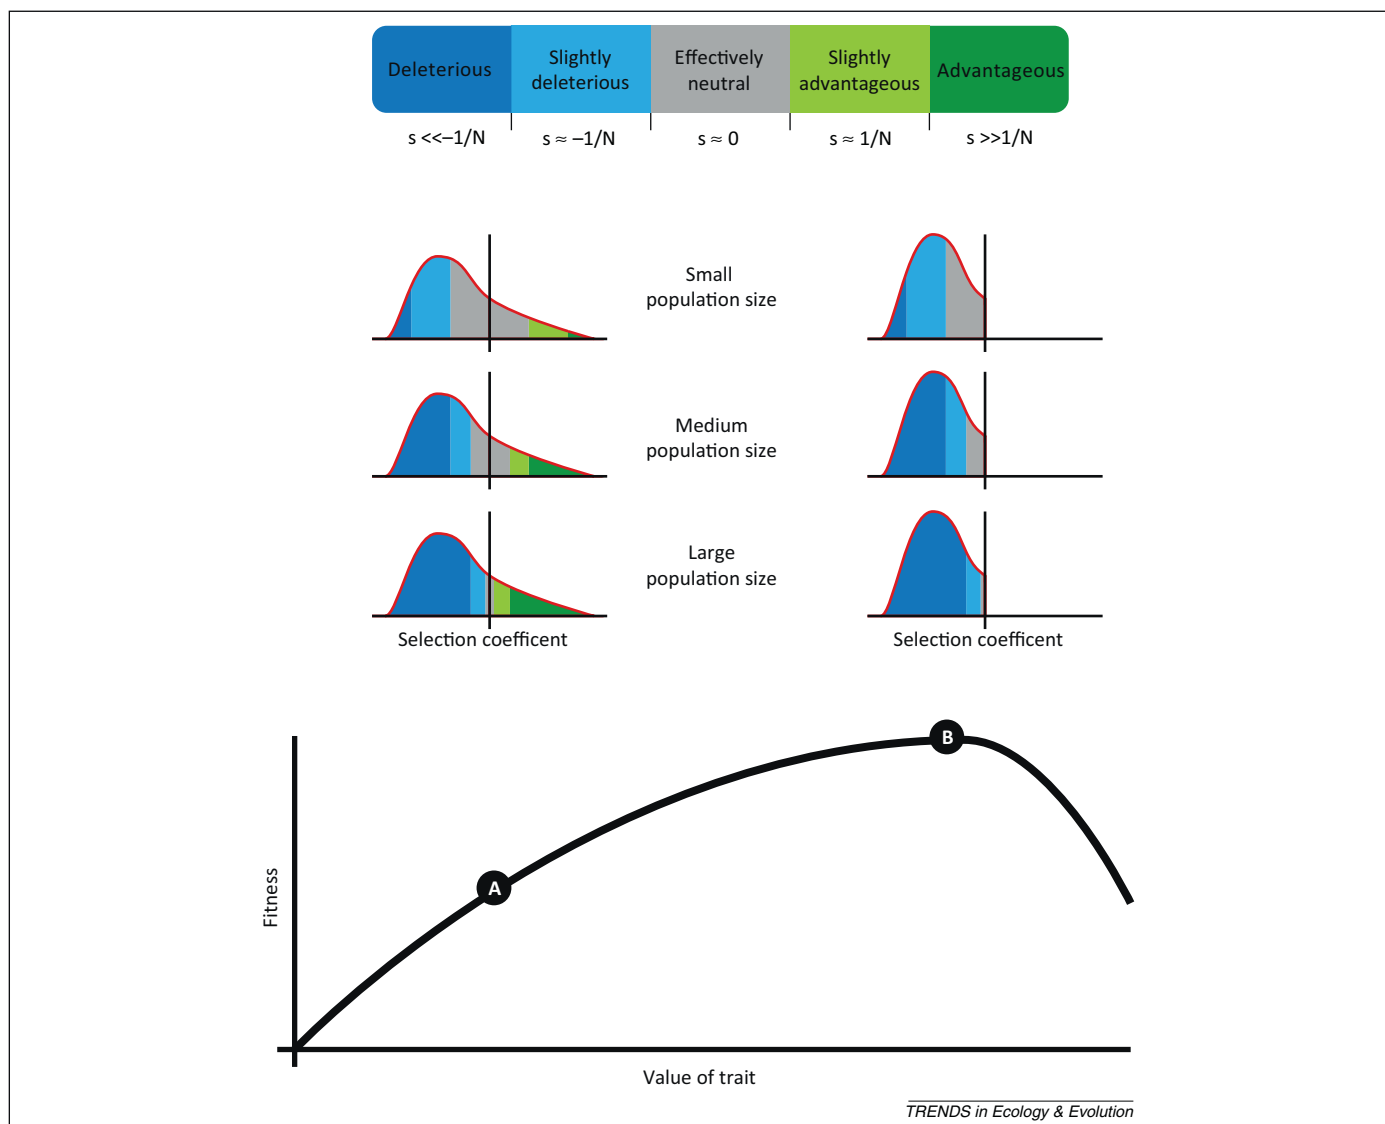 Deleterious
Slightly
deleterious
Effectively
neutral
Slightly
advantageous
Advantageous
s <<–1/N
s ≈ –1/N
s ≈ 0
s ≈ 1/N
s >>1/N
Small
population size
Medium
population size
Large
population size
Selection coefficent
Selection coefficent
B
A
Fitness
Value of trait
TRENDS in Ecology & Evolution